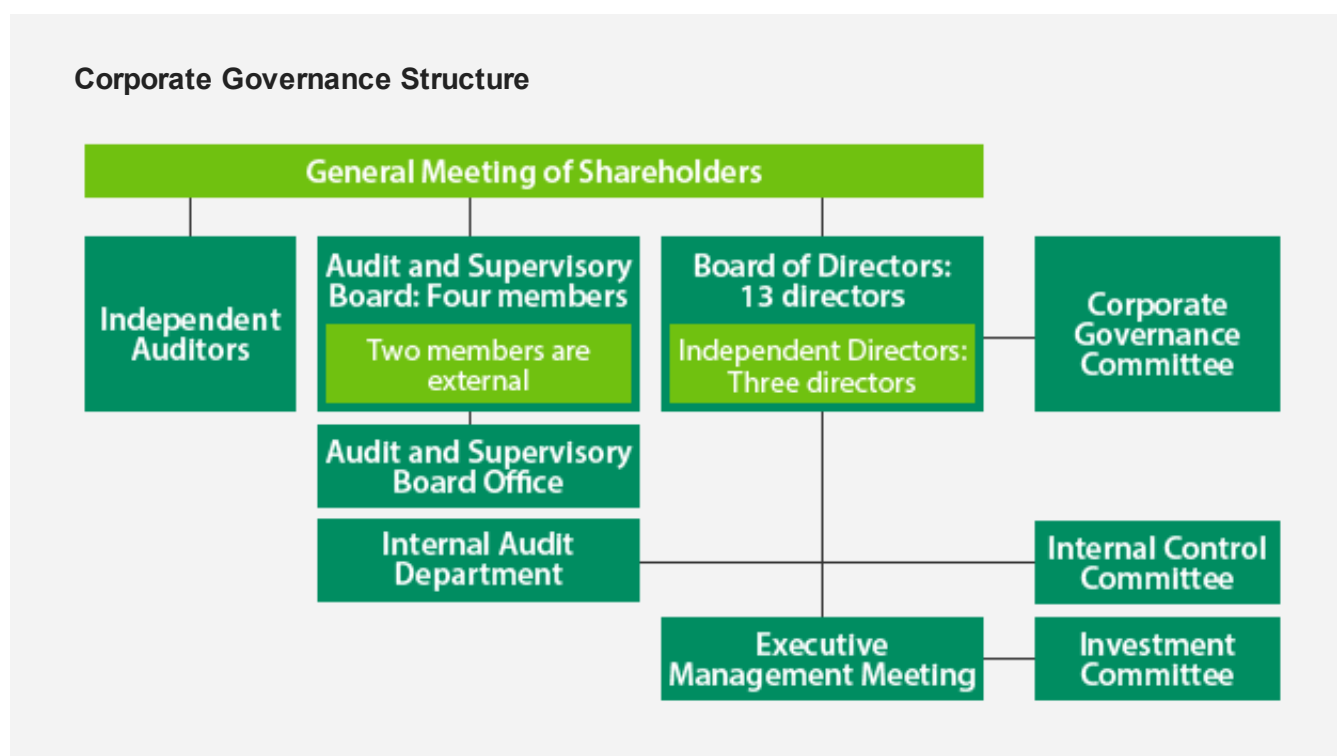 Corporate Governance Structure
General Meeting of Shareholders
Independent
Auditors
Audit and Supervisory
Board: Four members
Two members are
external
Board of Directors:
13 directors
Independent Directors:
Three directors
Corporate
Governance
Committee
Audit and Supervisory
Board Office
Internal Audit
Department
Internal Control
Committee
Executive
Management Meeting
Investment
Committee